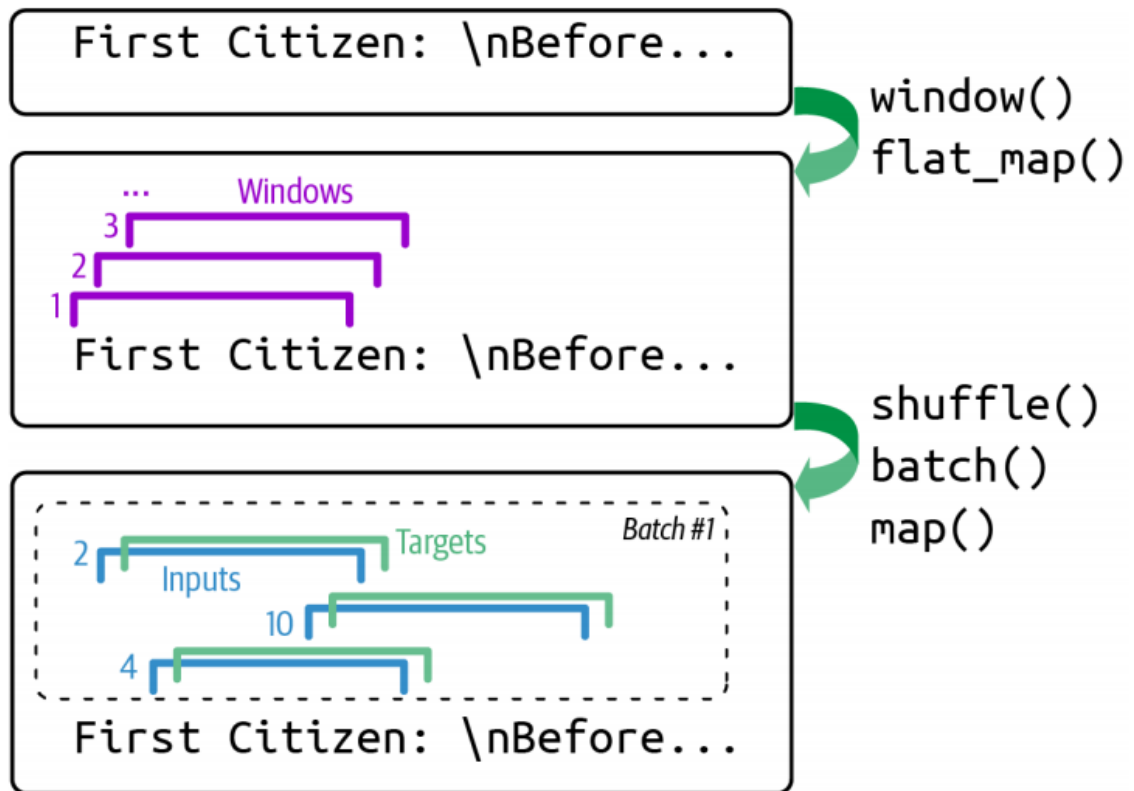 First Citizen: \nBefore...
window()
flat_map()
... Windows
3
2
1
First Citizen: \nBefore...
shuffle()
batch()
map()
Batch #1
2 Targets
Inputs
10
4
First Citizen: \nBefore...